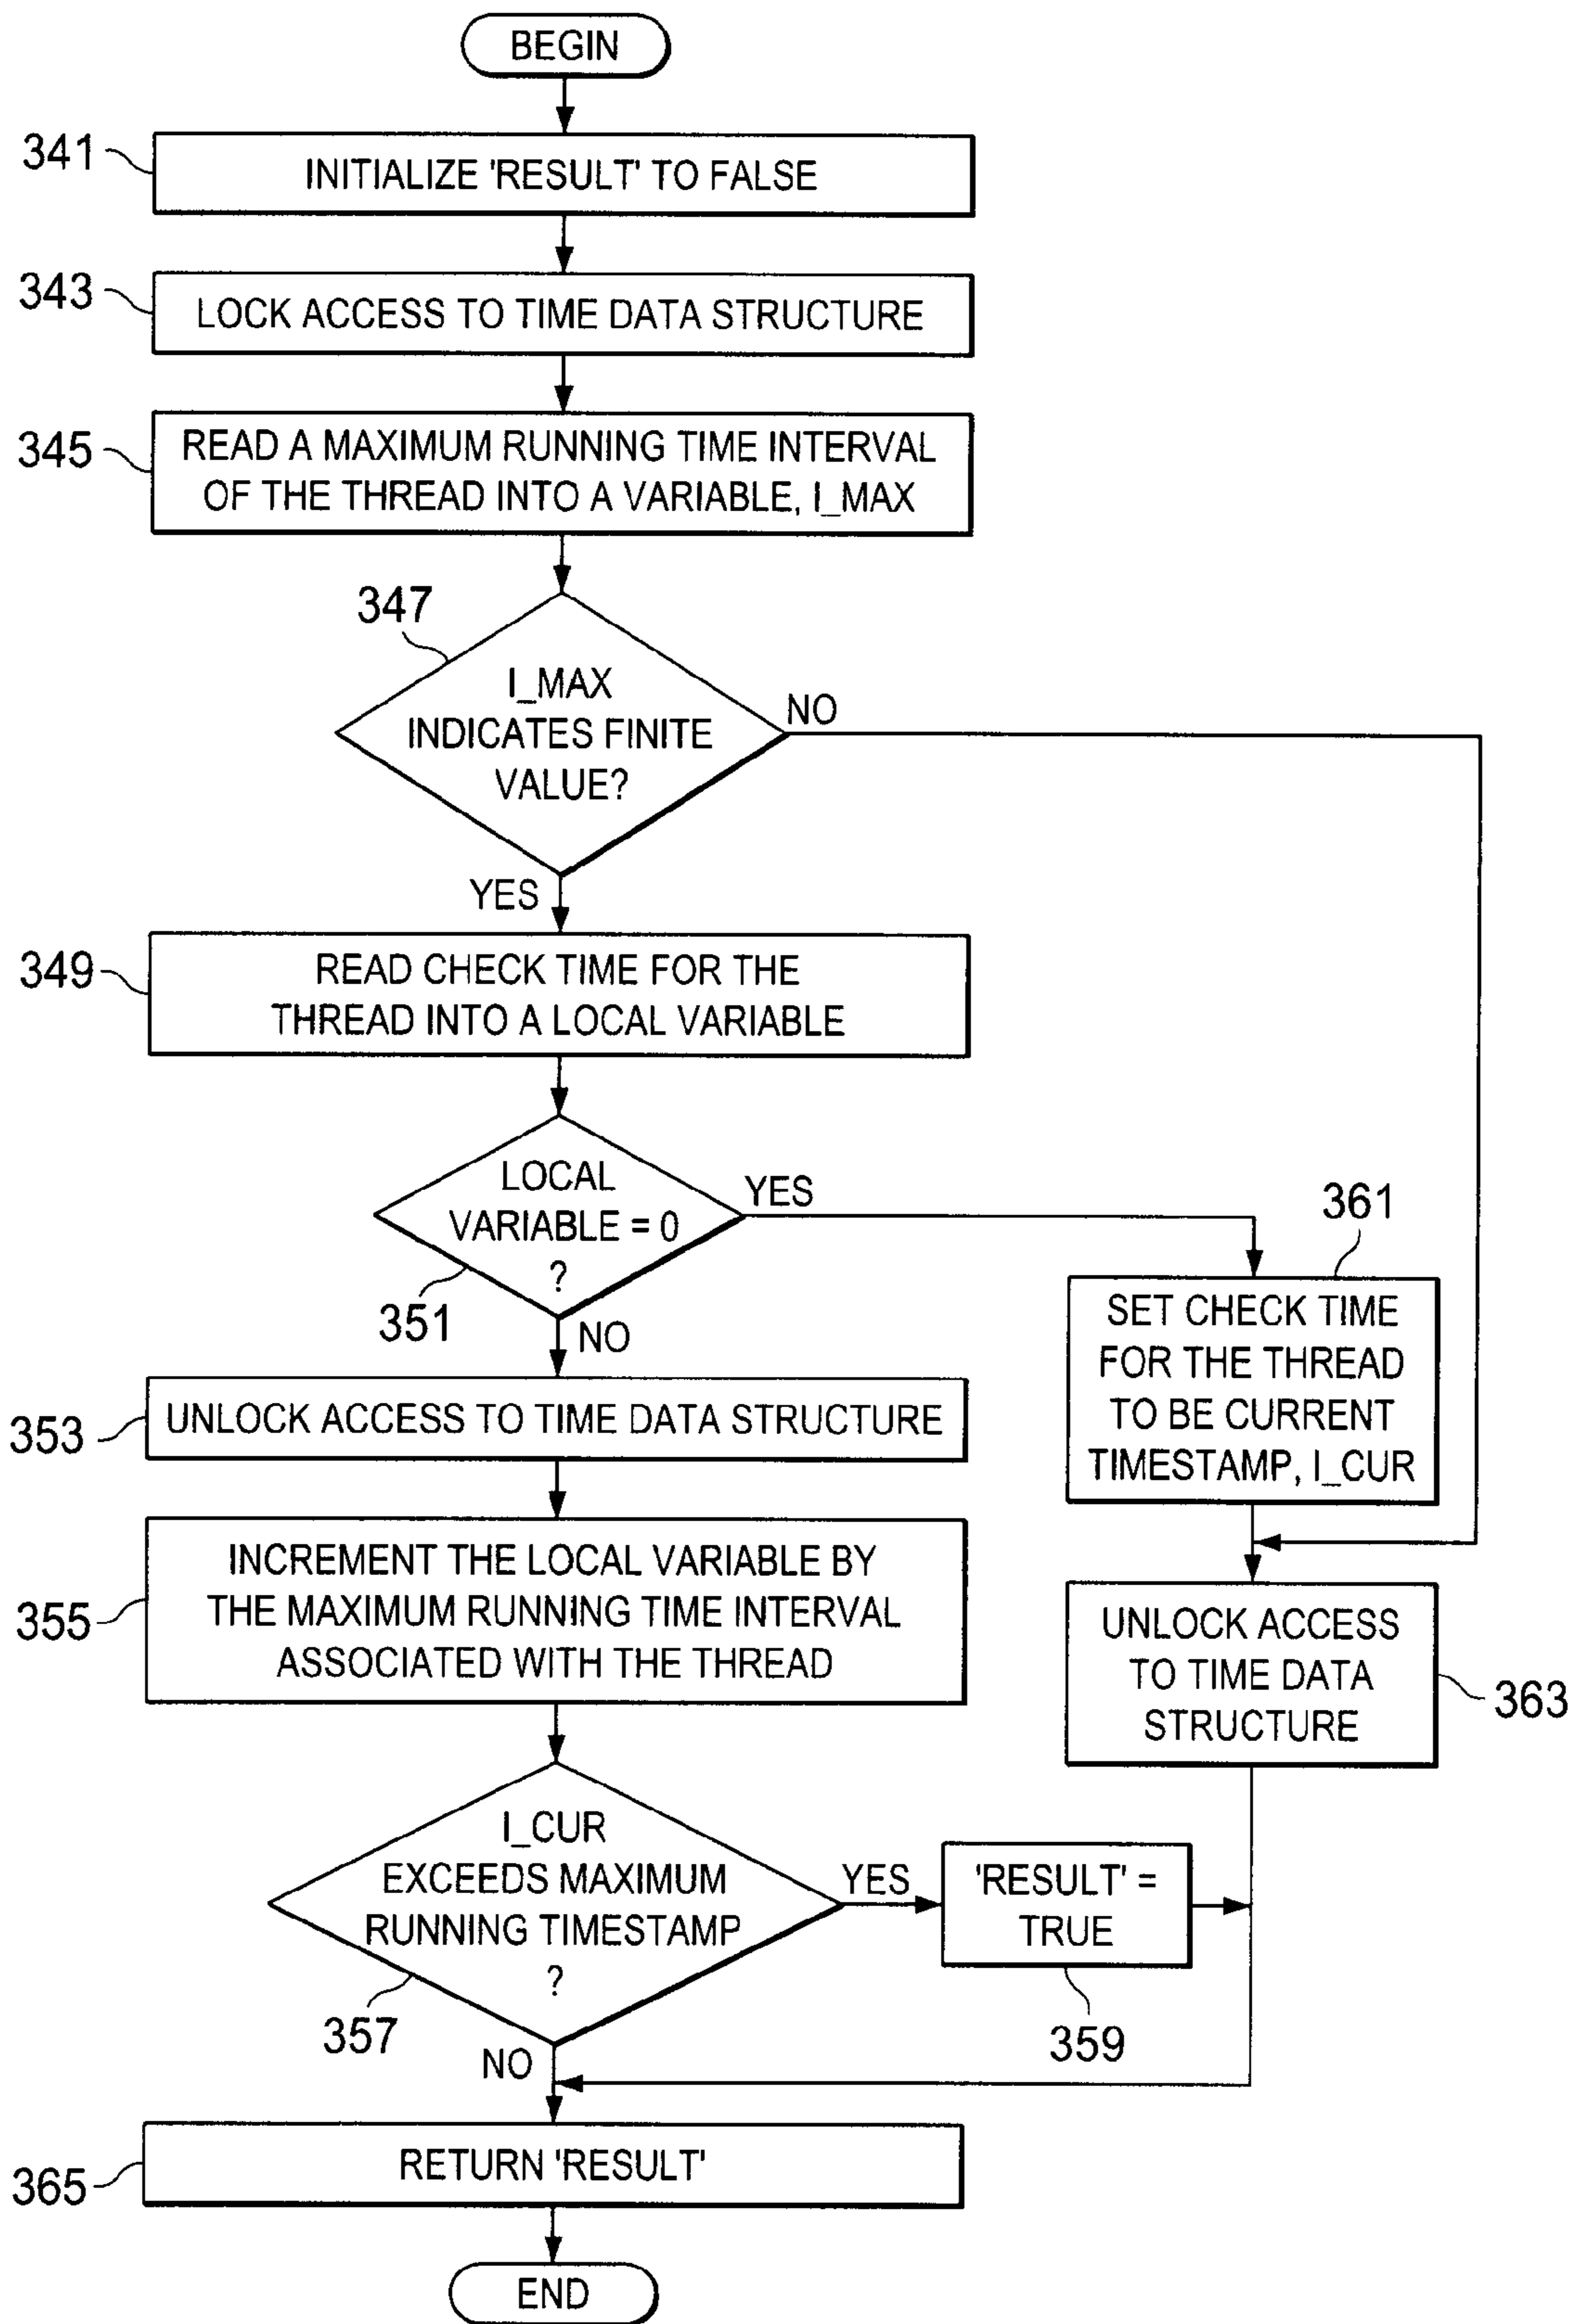 BEGIN
341
INITIALIZE 'RESULT' TO FALSE
343
LOCK ACCESS TO TIME DATA STRUCTURE
345
READ A MAXIMUM RUNNING TIME INTERVAL
OF THE THREAD INTO A VARIABLE, I_MAX
347
I_MAX
INDICATES FINITE
VALUE?
NO
YES
349
READ CHECK TIME FOR THE
THREAD INTO A LOCAL VARIABLE
LOCAL
VARIABLE = 0
?
YES
351
NO
361
SET CHECK TIME
FOR THE THREAD
TO BE CURRENT
TIMESTAMP, I_CUR
353
UNLOCK ACCESS TO TIME DATA STRUCTURE
355
INCREMENT THE LOCAL VARIABLE BY
THE MAXIMUM RUNNING TIME INTERVAL
ASSOCIATED WITH THE THREAD
UNLOCK ACCESS
TO TIME DATA
STRUCTURE
363
I_CUR
EXCEEDS MAXIMUM
RUNNING TIMESTAMP
?
YES
357
'RESULT' =
TRUE
359
NO
365
RETURN 'RESULT'
END